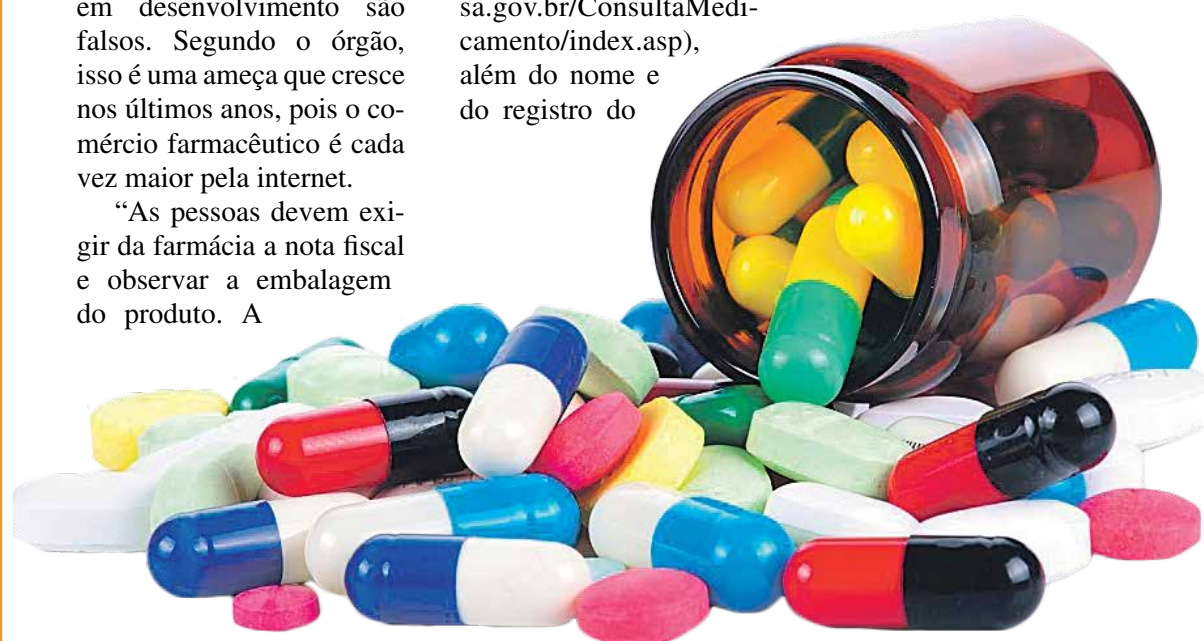 em desenvolvimento são
falsos. Segundo o órgão,
isso é uma ameça que cresce
nos últimos anos, pois o co-
mércio farmacêutico é cada
vez maior pela internet.
“As pessoas devem exi-
gir da farmácia a nota fiscal
e observar a embalagem
do produto. A
sa.gov.br/ConsultaMedi-
camento/index.asp),
além do nome e
do registro do